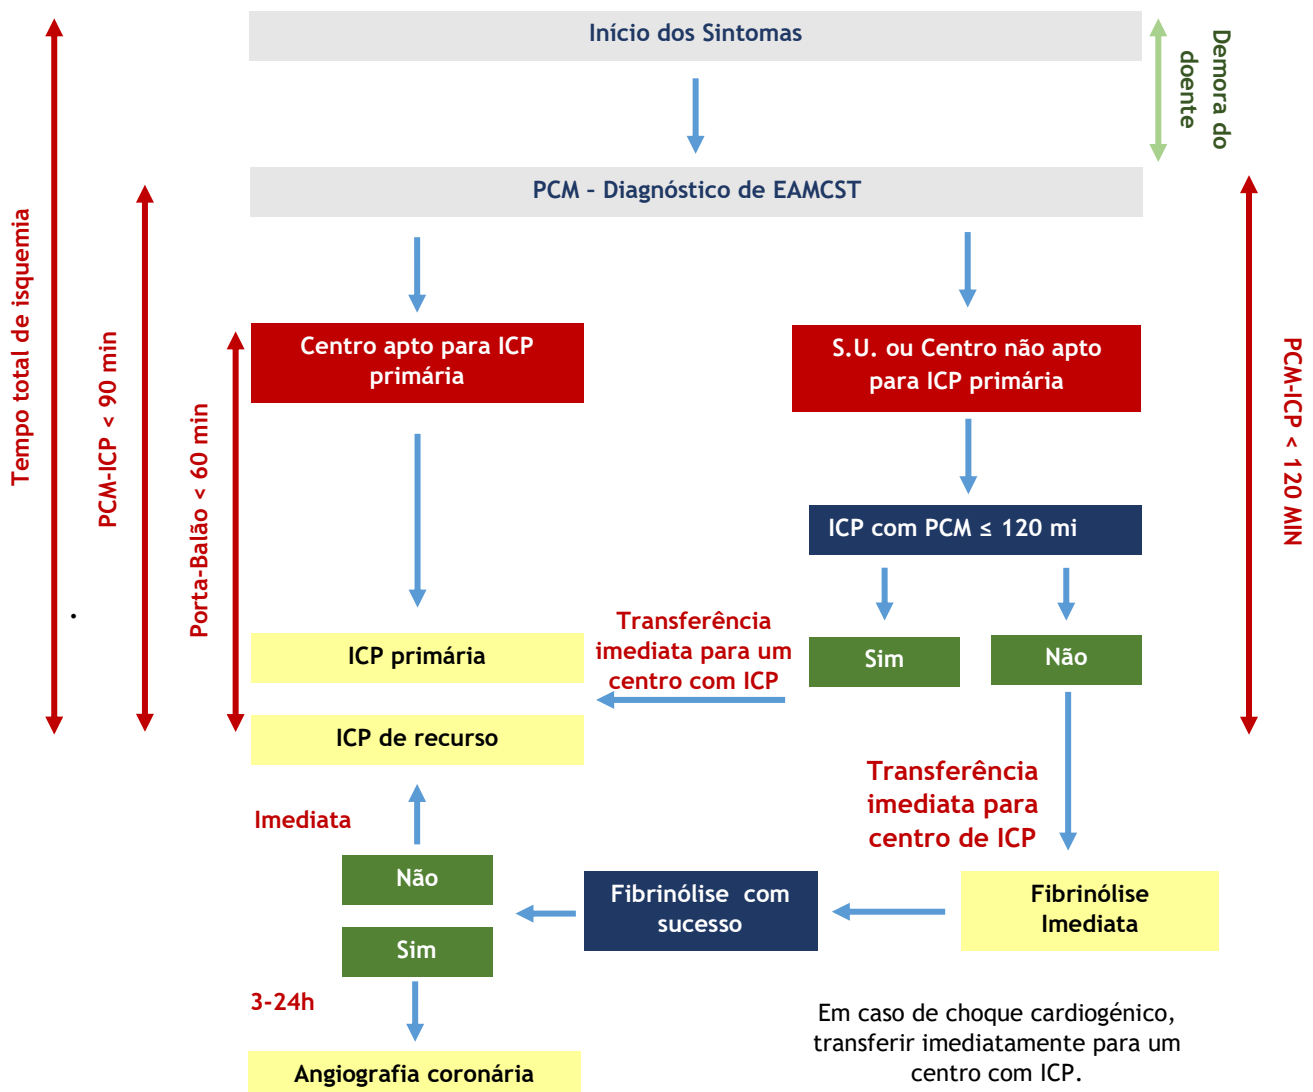 Início dos Sintomas
Demora do
doente
PCM - Diagnóstico de EAMCST
Tempo total de isquemia
PCM-ICP < 90 min
Porta-Balão < 60 min
Centro apto para ICP
primária
S.U. ou Centro não apto
para ICP primária
PCM-ICP < 120 MIN
ICP com PCM ≤ 120 mi
.
ICP primária
Transferência
imediata para um
centro com ICP
Sim
Não
ICP de recurso
Transferência
imediata para
centro de ICP
Imediata
Não
Sim
Fibrinólise com
sucesso
Fibrinólise
Imediata
3-24h
Angiografia coronária
Em caso de choque cardiogénico,
transferir imediatamente para um
centro com ICP.